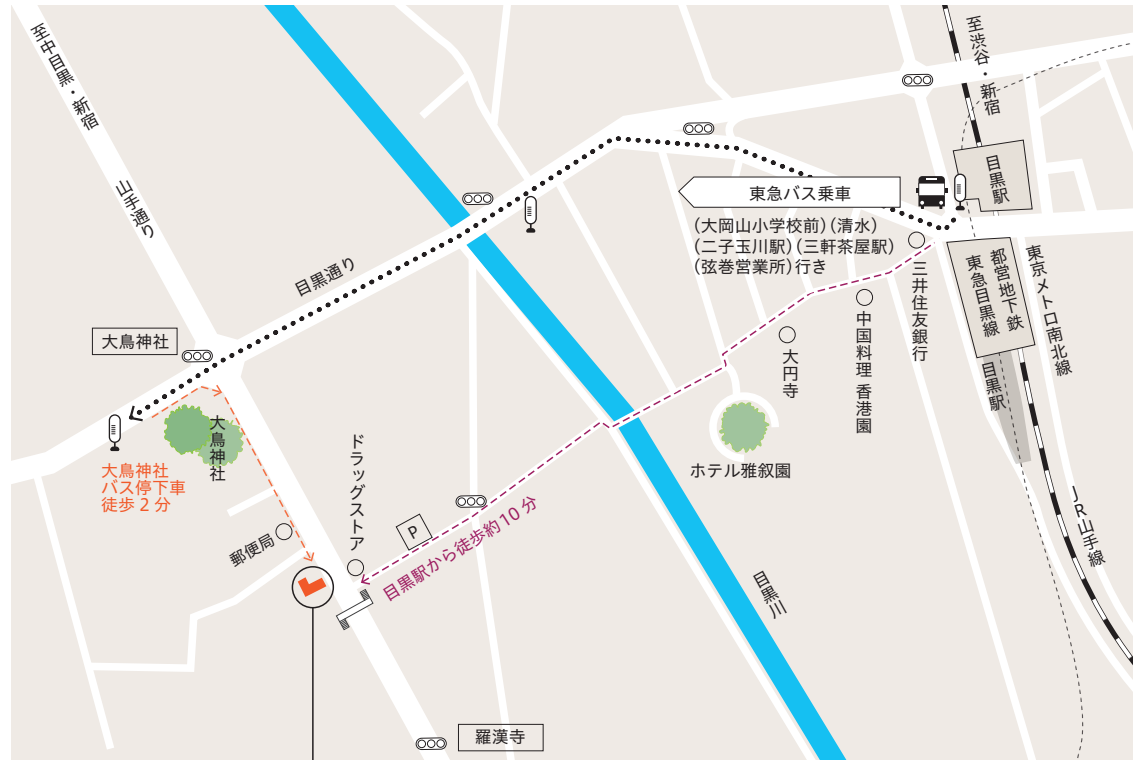 至中目黒・新宿
山手通り
目黒通り
大鳥神社
大鳥神社
大鳥神社
バス停下車
徒歩 2 分
郵便局
ドラッグストア
P
目黒駅から徒歩約10 分
羅漢寺
目黒川
ホテル雅叙園
大円寺
中国料理 香港園
三井住友銀行
東急バス乗車
(大岡山小学校前)(清水)
(二子玉川駅)(三軒茶屋駅)
(弦巻営業所)行き
至渋谷・新宿
目黒駅
都営地下鉄
東急目黒線
目黒駅
東京メトロ南北線
JR山手線